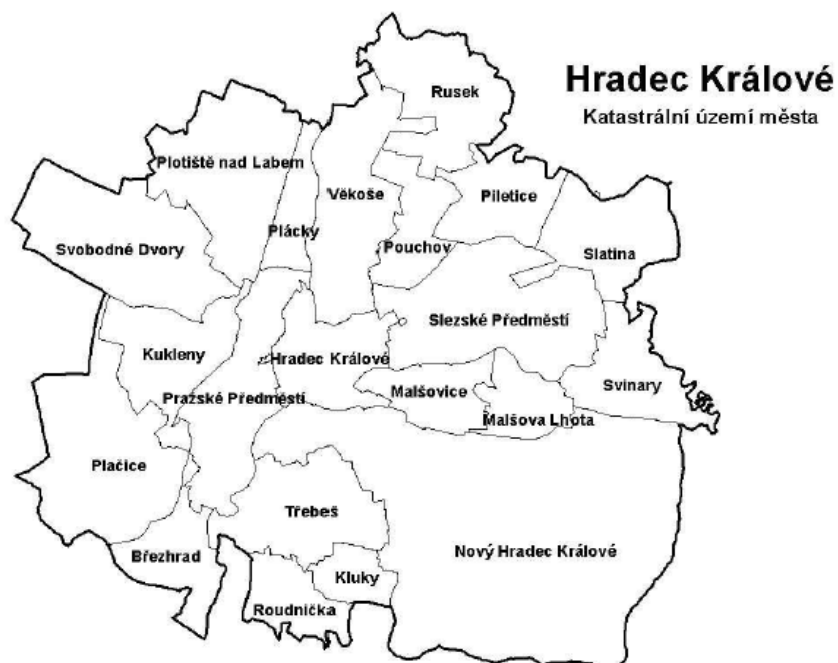 Hradec Králové
Katastrální území města
Rusek
Plotiště nad Labem
Věkoše
Piletice
Plácky
Pouchov
Svobodné Dvory
Slatina
Slezské Předměstí
Kukleny
Hradec Králové
Malšovice
Svinary
Pražské Předměstí
Malšova Lhota
Plačice
Třebeš
Březhrad
Nový Hradec Králové
Kluky
Roudnička